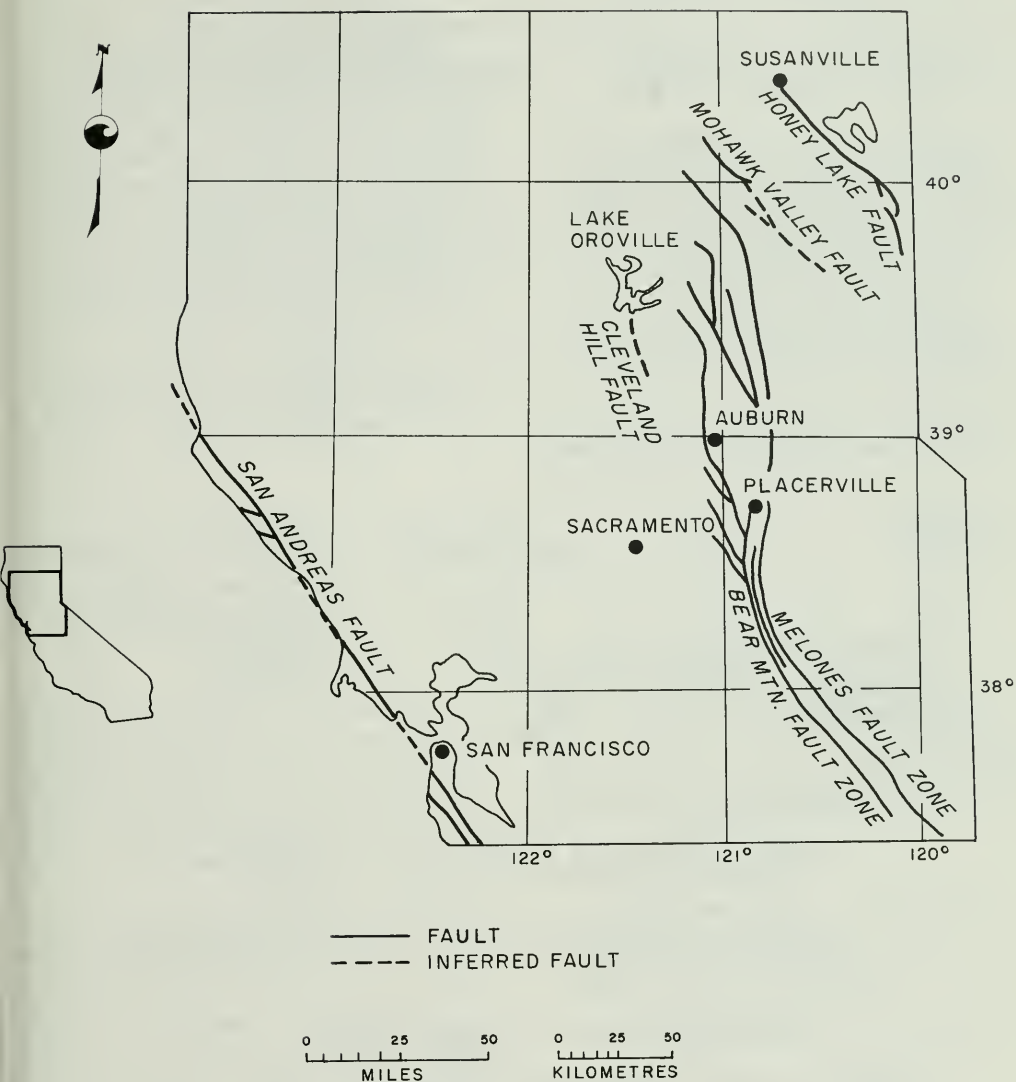 N
SUSANVILLE
HONEY LAKE FAULT
MOHAWK VALLEY FAULT
40°
LAKE
OROVILLE
CLEVELAND
HILL FAULT
AUBURN
39°
PLACERVILLE
SACRAMENTO
SAN ANDREAS FAULT
BEAR MTN. FAULT ZONE
MELONES FAULT ZONE
38°
SAN FRANCISCO
122°
121°
120°
FAULT
INFERRED FAULT
0 25 50
MILES
0 25 50
KILOMETRES